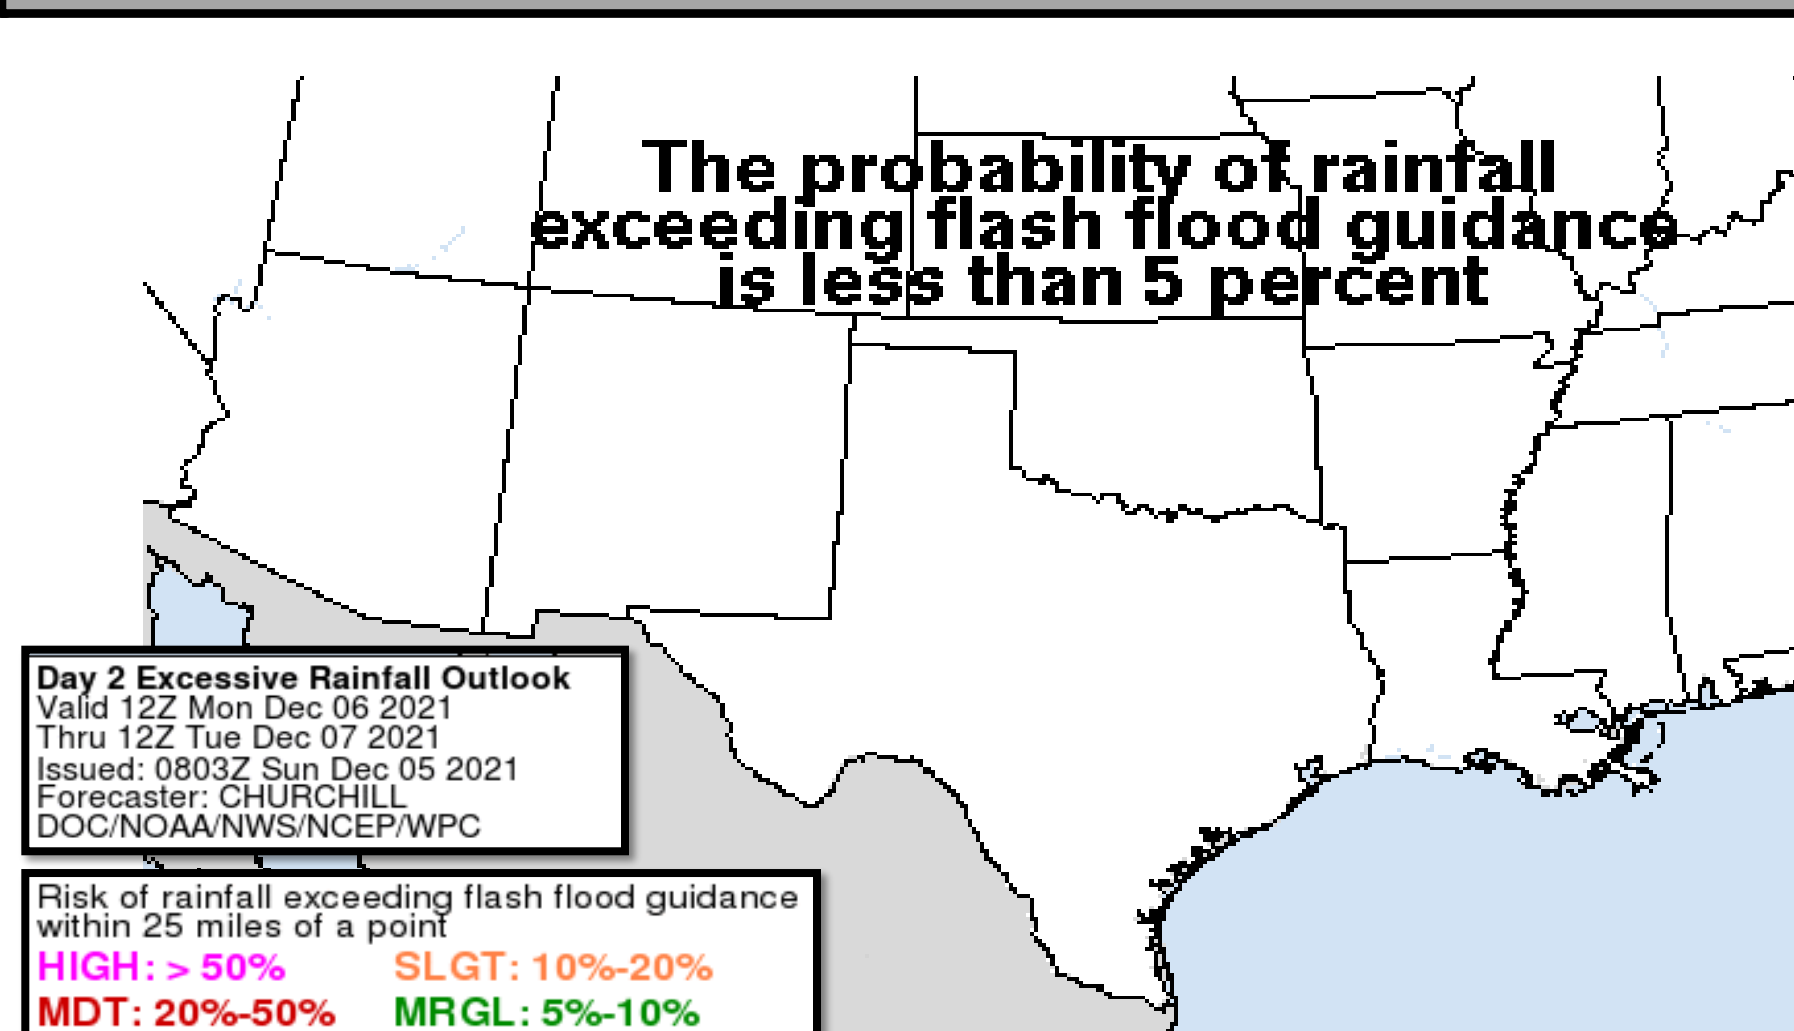 The probability of rainfall
exceeding flash flood guidance
is less than 5 percent
Day 2 Excessive Rainfall Outlook
Valid 12Z Mon Dec 06 2021
Thru 12Z Tue Dec 07 2021
Issued: 0803Z Sun Dec 05 2021
Forecaster: CHURCHILL
DOC/NOAA/NWS/NCEP/WPC
Risk of rainfall exceeding flash flood guidance
within 25 miles of a point
HIGH: > 50% SLGT: 10%-20%
MDT: 20%-50% MRGL: 5%-10%